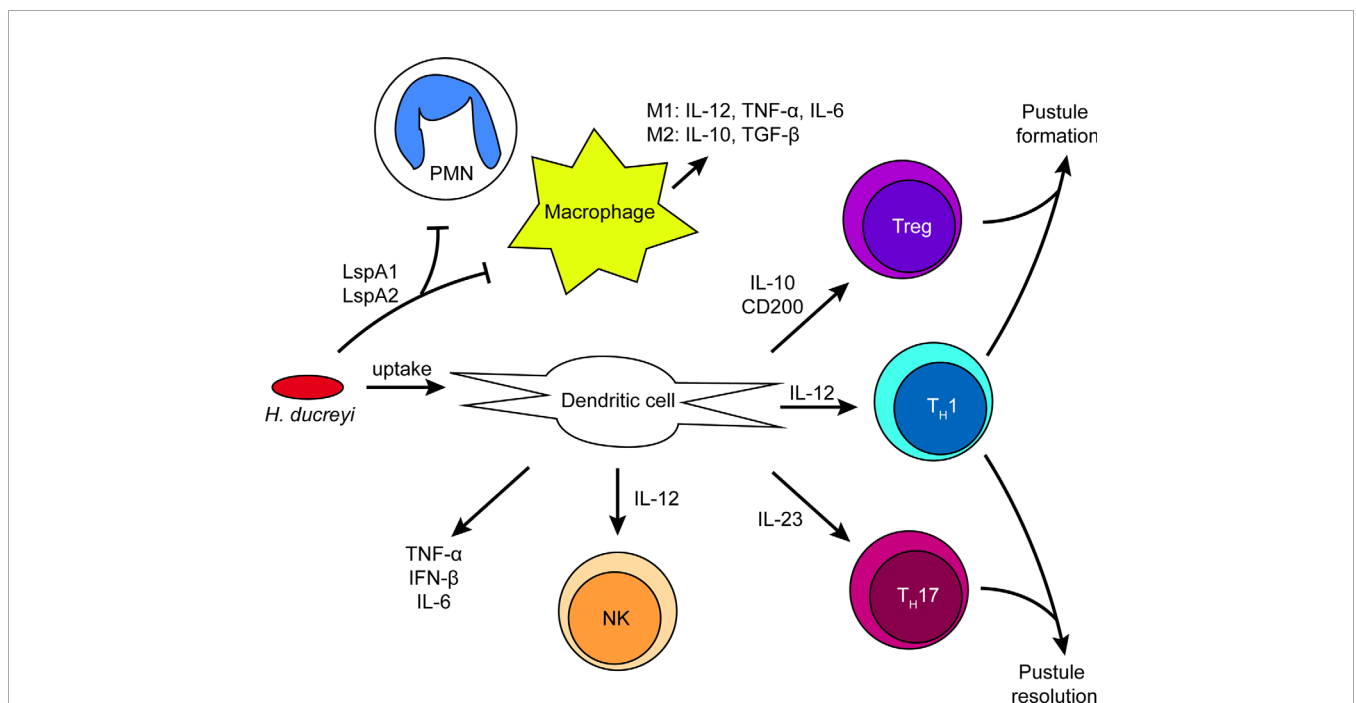 PMN
M1: IL-12, TNF-α, IL-6
M2: IL-10, TGF-β
Macrophage
Pustule
formation
Treg
LspA1
LspA2
IL-10
CD200
uptake
H. ducreyi
Dendritic cell
IL-12
TH1
IL-12
IL-23
TNF-α
IFN-β
IL-6
NK
TH17
Pustule
resolution